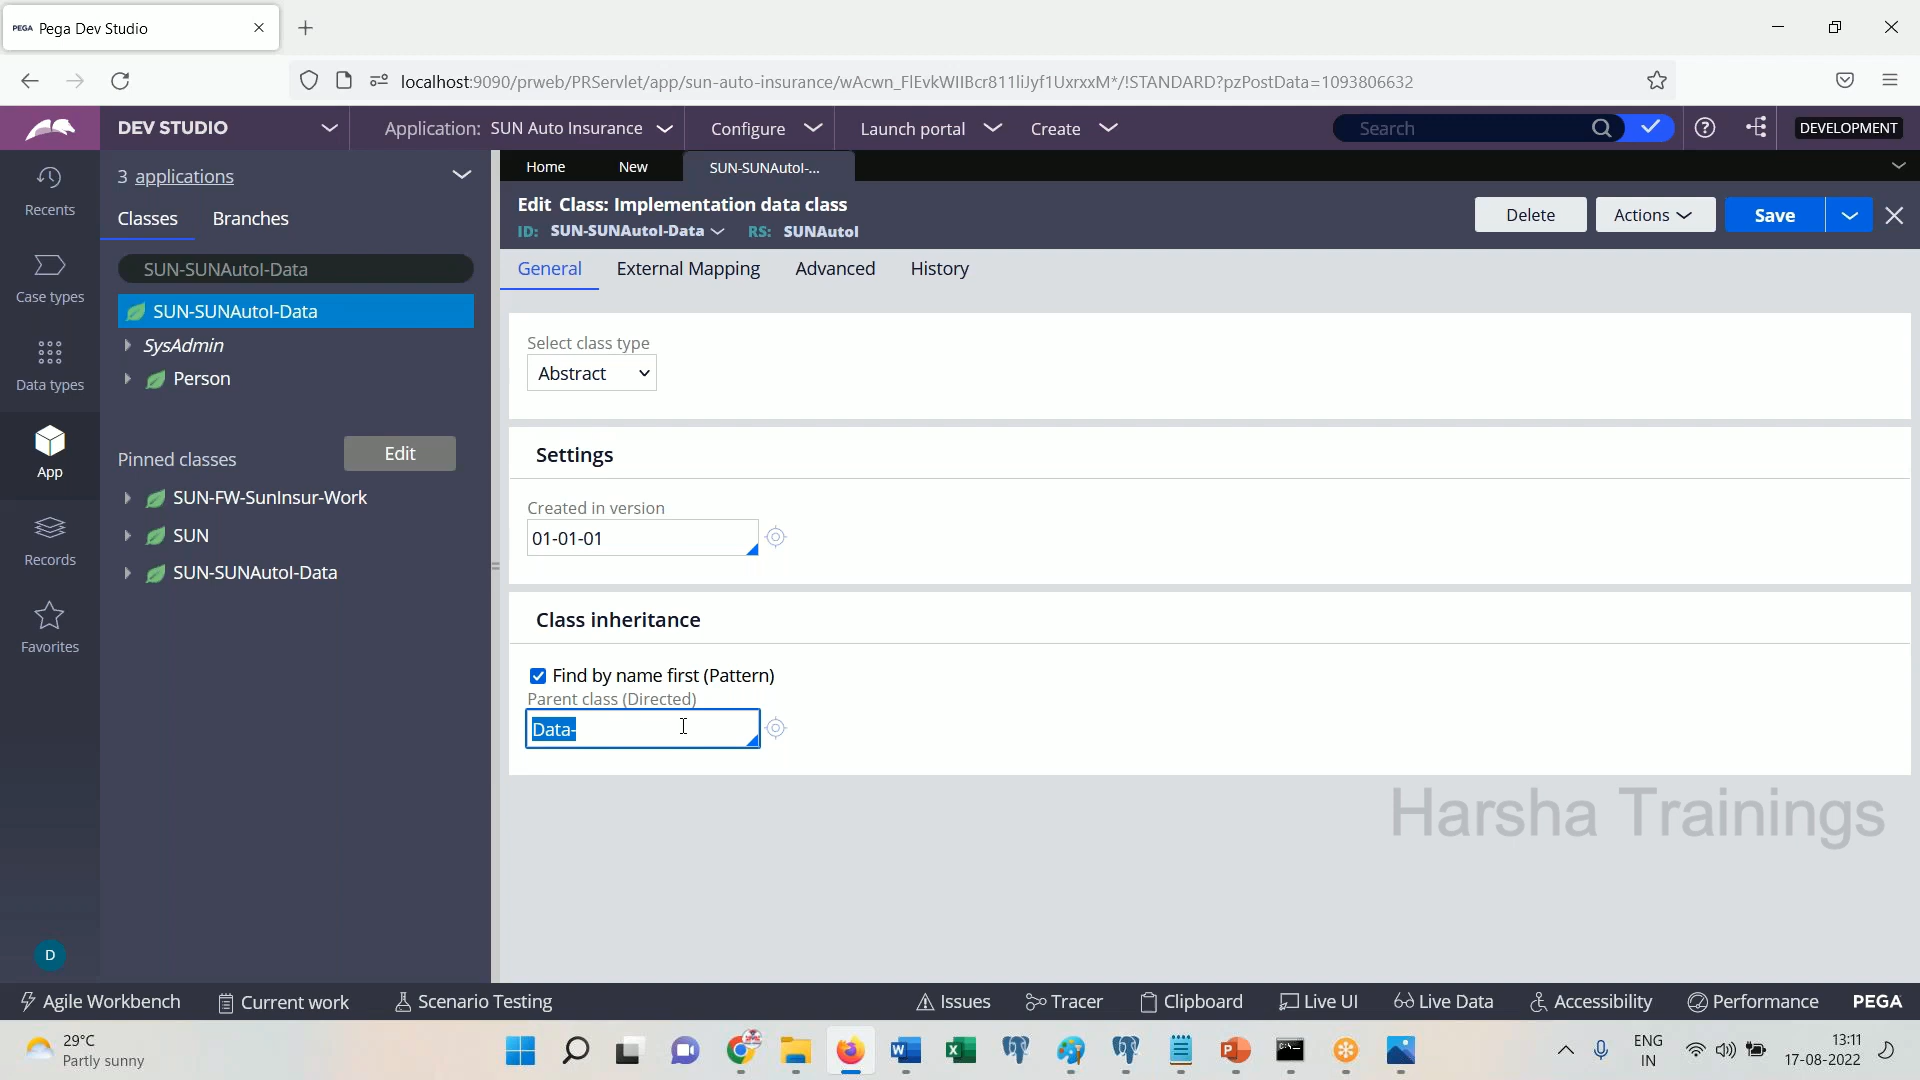 PEGA Pega Dev Studio
localhost:9090/prweb/PRServlet/app/sun-auto-insurance/wAcwn_FlEvkWIIBcr811liJyf1UxrxxM*/!STANDARD?pzPostData=1093806632
DEV STUDIO
Application: SUN Auto Insurance
Configure
Launch portal
Create
Search
DEVELOPMENT
Recents
Case types
Data types
App
Records
Favorites
D
3 applications
Classes Branches
SUN-SUNAutoI-Data
SUN-SUNAutoI-Data
SysAdmin
Person
Pinned classes
Edit
SUN-FW-SunInsur-Work
SUN
SUN-SUNAutoI-Data
Home New SUN-SUNAutoI-...
Edit Class: Implementation data class
ID: SUN-SUNAutoI-Data RS: SUNAutoI
Delete Actions Save
General External Mapping Advanced History
Select class type
Abstract
Settings
Created in version
01-01-01
Class inheritance
Find by name first (Pattern)
Parent class (Directed)
Data-
Harsha Trainings
Agile Workbench Current work Scenario Testing Issues Tracer Clipboard Live UI Live Data Accessibility Performance PEGA
29°C
Partly sunny
ENG
IN
13:11
17-08-2022